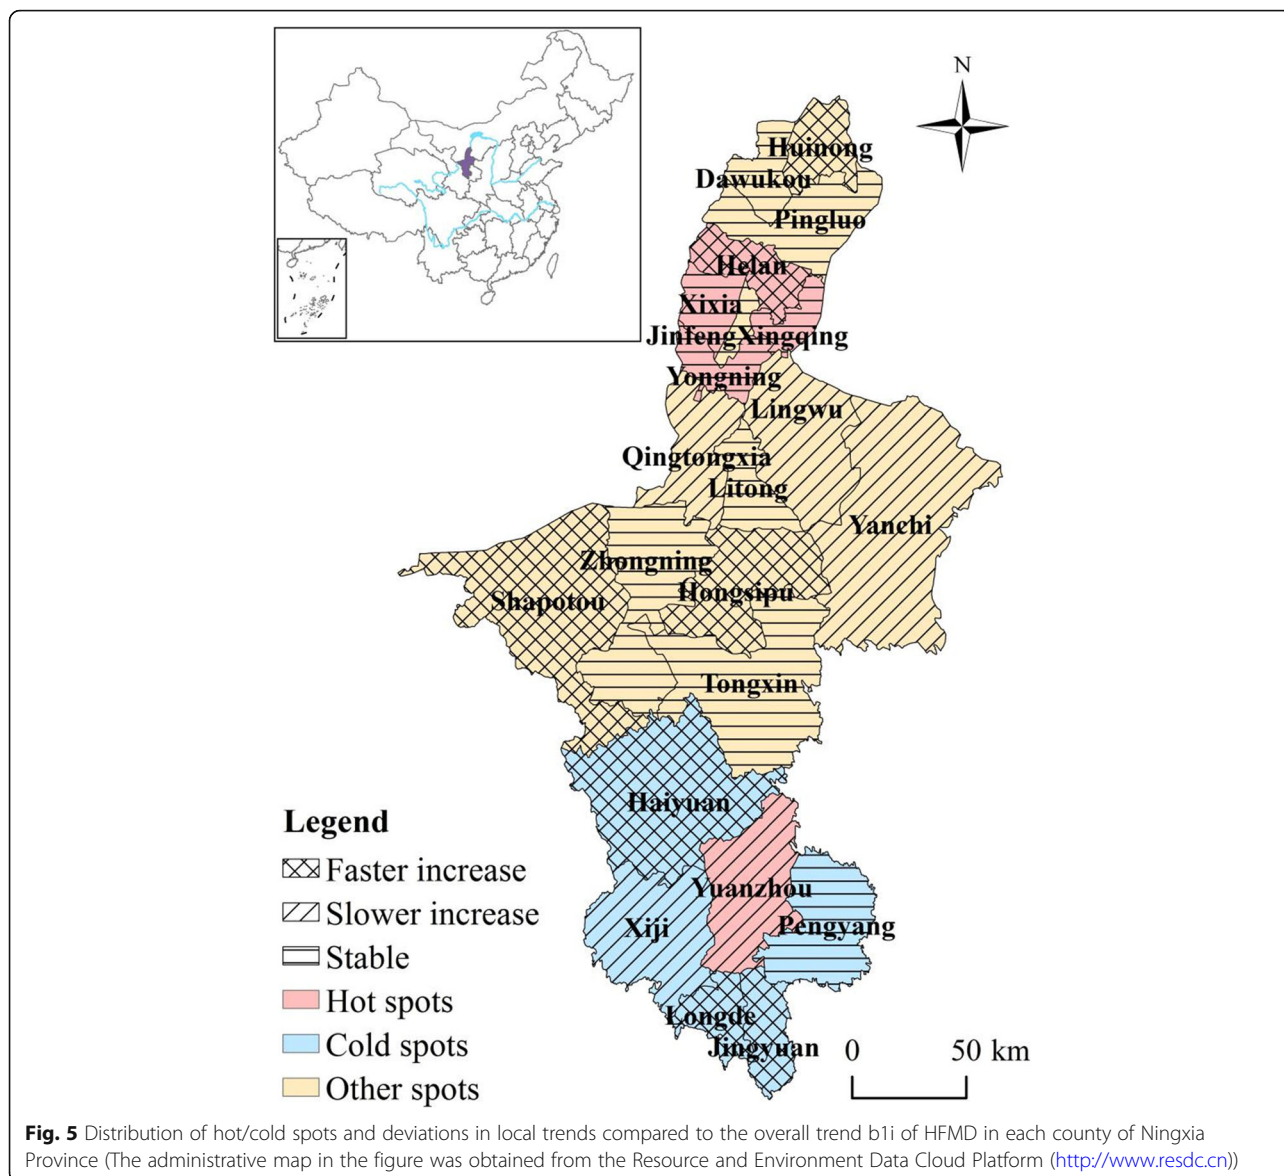 N
Huinong
Dawukou
Pingluo
Helan
Xixia
JinfengXingqing
Yongning
Lingwu
Qingtongxia
Litong
Yanchi
Zhongning
Hongsipu
Shapotou
Tongxin
Haiyuan
Yuanzhou
Xiji
Pengyang
Longde
Jingyuan
Legend
Faster increase
Slower increase
Stable
Hot spots
Cold spots
Other spots
0 50 km
Fig. 5 Distribution of hot/cold spots and deviations in local trends compared to the overall trend b1i of HFMD in each county of Ningxia
Province (The administrative map in the figure was obtained from the Resource and Environment Data Cloud Platform (http://www.resdc.cn))